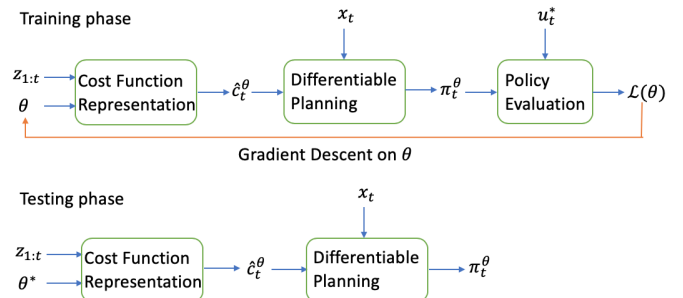 Training phase
x_t
u_t^*
z_{1:t}
θ
Cost Function
Representation
ĉ_t^θ
Differentiable
Planning
π_t^θ
Policy
Evaluation
ℒ(θ)
Gradient Descent on θ
Testing phase
x_t
z_{1:t}
θ*
Cost Function
Representation
ĉ_t^θ
Differentiable
Planning
π_t^θ